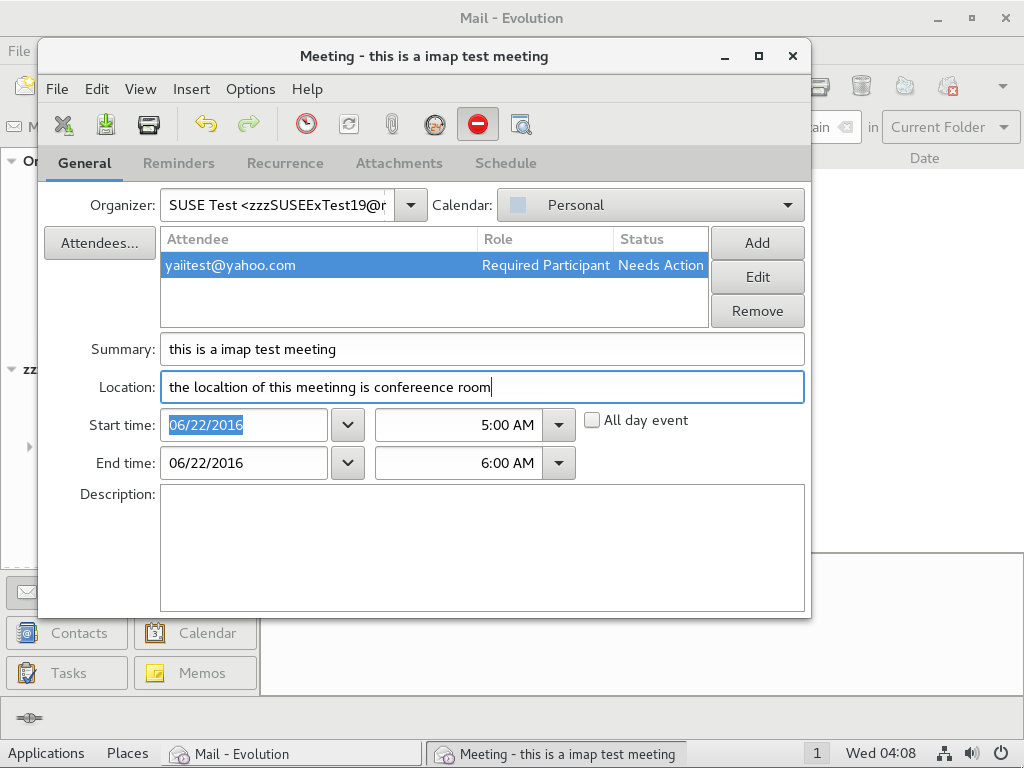 Mail - Evolution
File
Meeting - this is a imap test meeting
File Edit View Insert Options Help
in Current Folder
General Reminders Recurrence Attachments Schedule
Date
Organizer: SUSE Test <zzzSUSEExTest19@r Calendar: Personal
Attendees... Attendee Role Status Add
yaiitest@yahoo.com Required Participant Needs Action
Edit
Remove
Summary: this is a imap test meeting
Location: the localtion of this meetinng is confereence room
Start time: 06/22/2016 5:00 AM All day event
End time: 06/22/2016 6:00 AM
Description:
Contacts Calendar
Tasks Memos
Applications Places Mail - Evolution Meeting - this is a imap test meeting 1 Wed 04:08